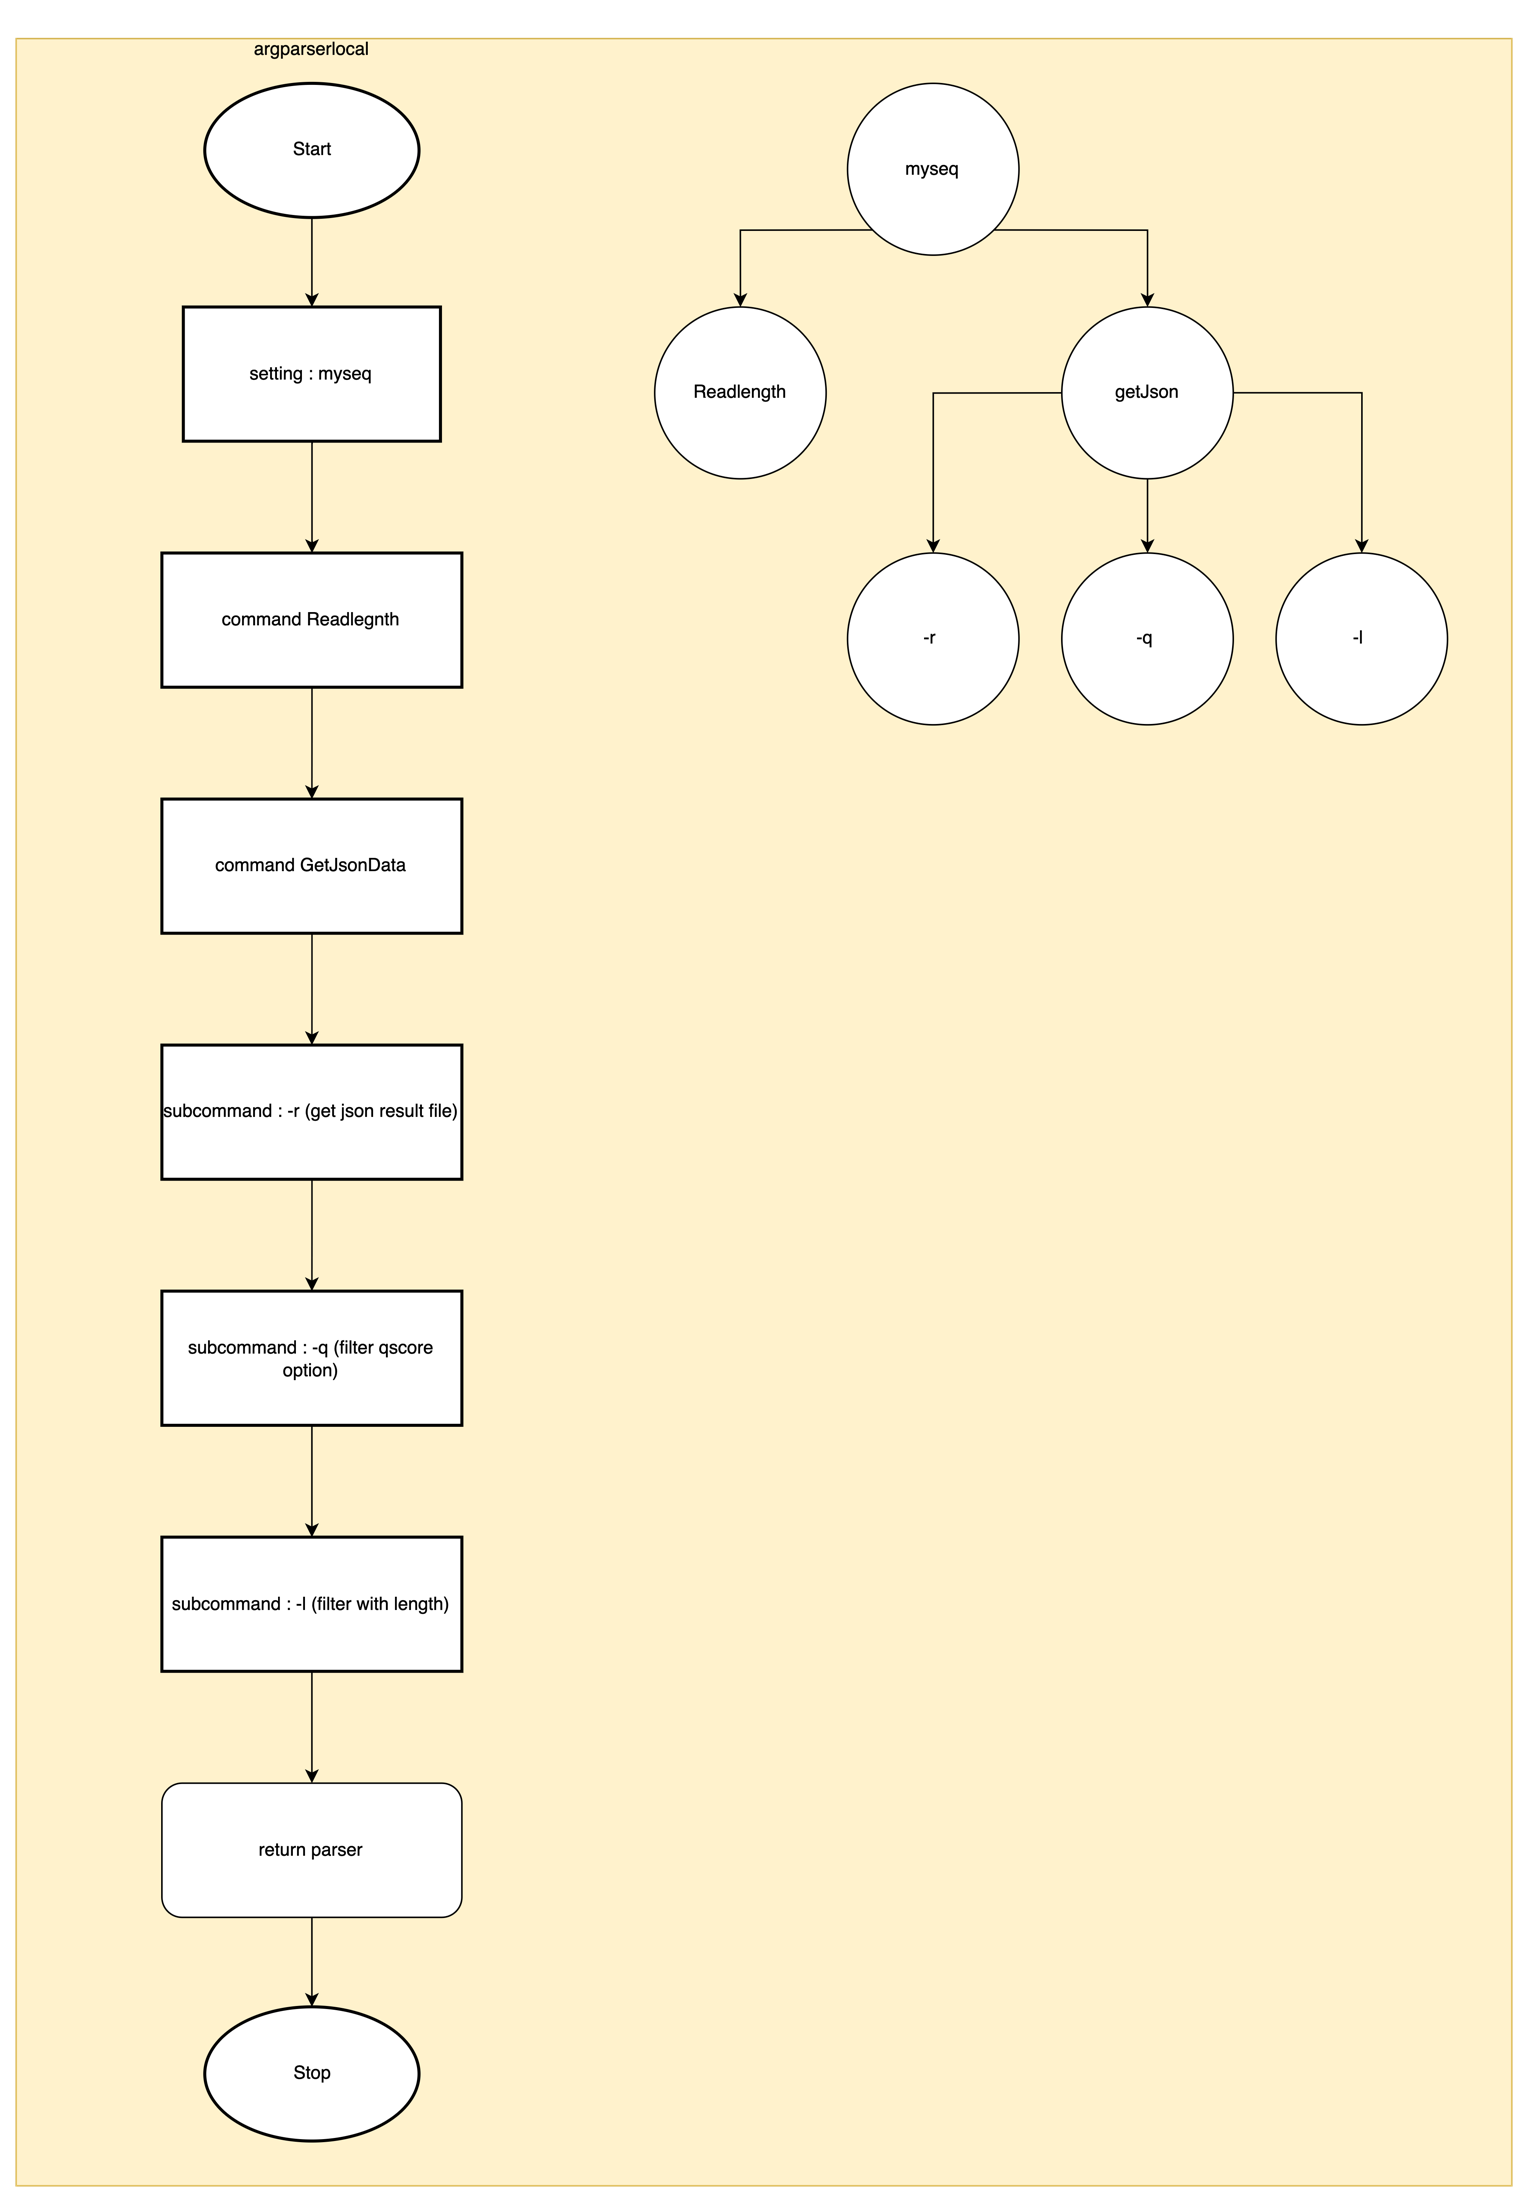 argparserlocal
Start
setting : myseq
command Readlegnth
command GetJsonData
subcommand : -r (get json result file)
subcommand : -q (filter qscore
option)
subcommand : -l (filter with length)
return parser
Stop
myseq
Readlength
getJson
-r
-q
-l